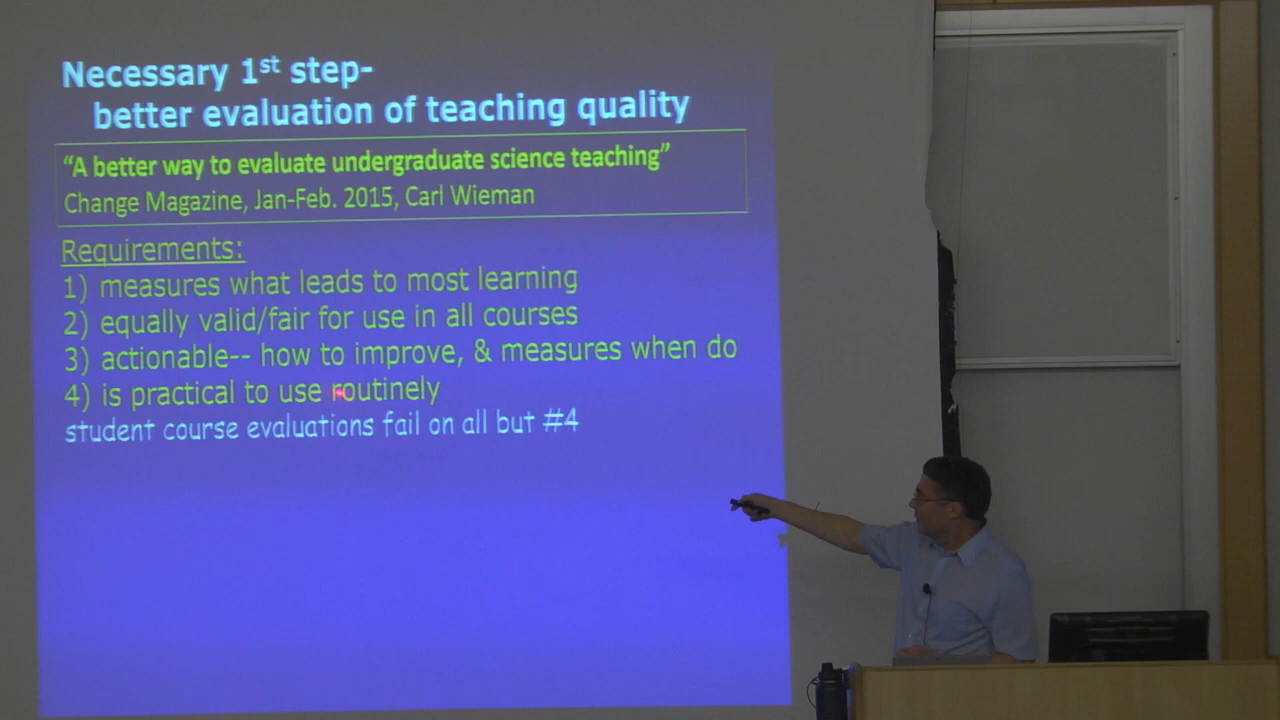 Necessary 1st step-
better evaluation of teaching quality
“A better way to evaluate undergraduate science teaching”
Change Magazine, Jan-Feb. 2015, Carl Wieman
Requirements:
1) measures what leads to most learning
2) equally valid/fair for use in all courses
3) actionable-- how to improve, & measures when do
4) is practical to use routinely
student course evaluations fail on all but #4